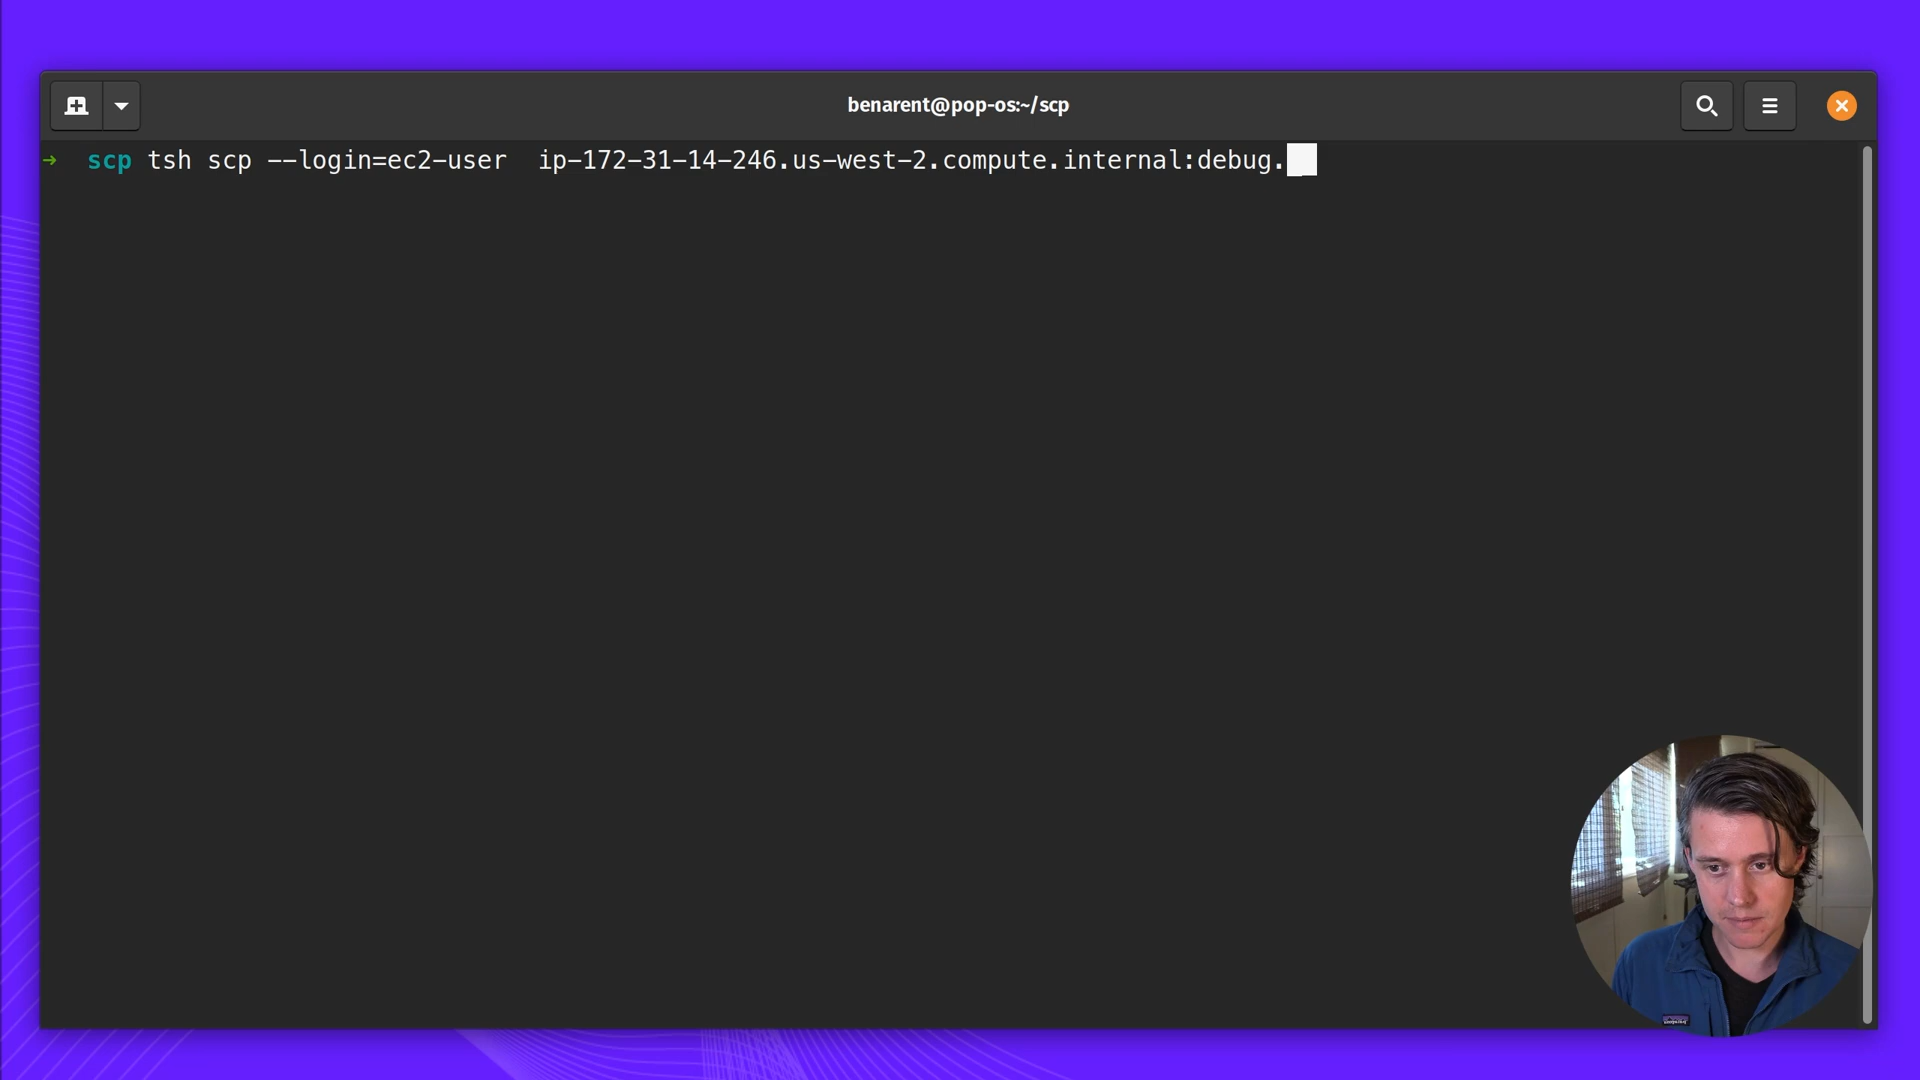 benarent@pop-os:~/scp
➜  scp tsh scp --login=ec2-user  ip-172-31-14-246.us-west-2.compute.internal:debug.